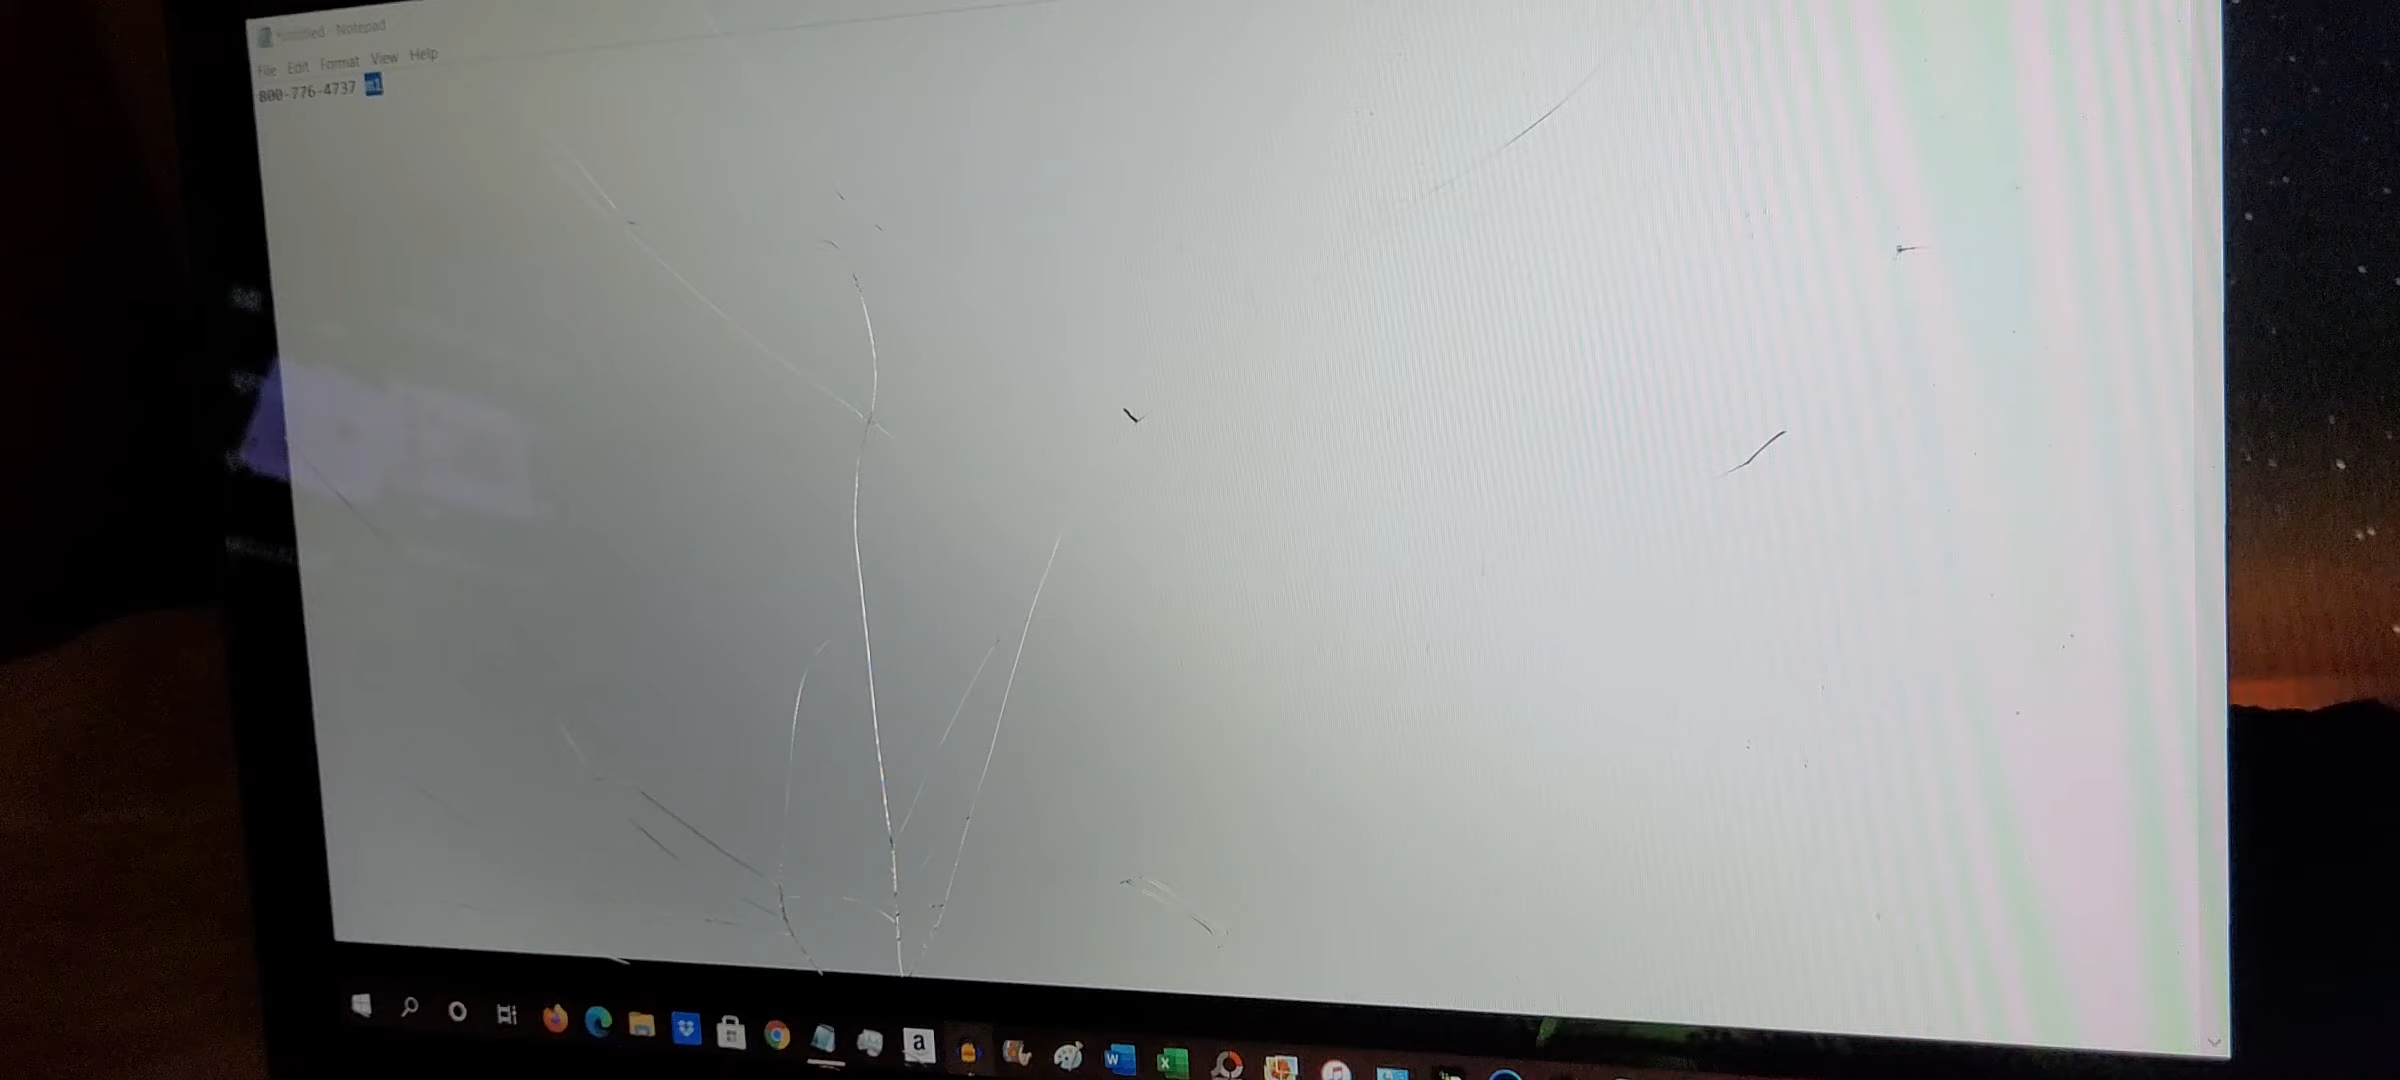 *Untitled - Notepad
File Edit Format View Help
800-776-4737
a
W
X